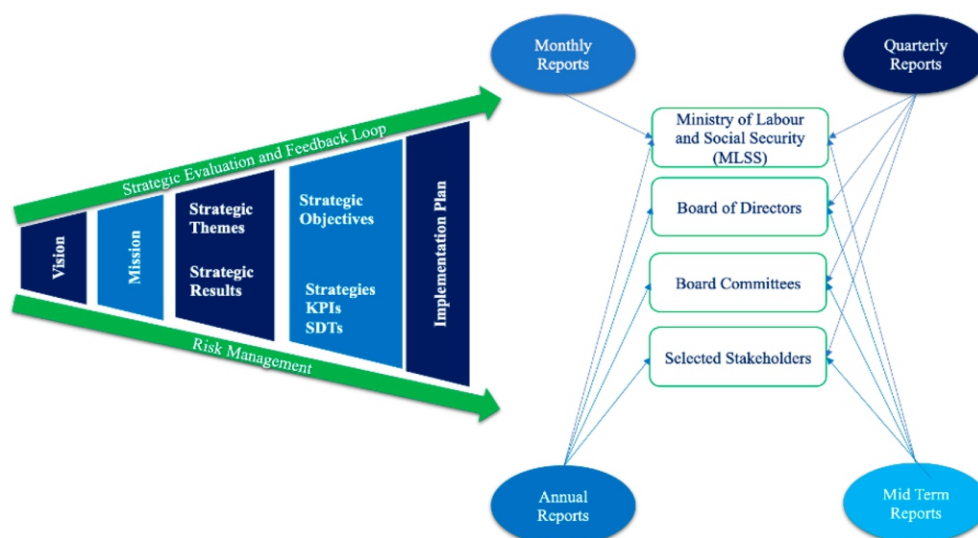 Strategic Evaluation and Feedback Loop
Vision
Mission
Strategic
Themes
Strategic
Results
Strategic
Objectives
Strategies
KPIs
SDTs
Implementation Plan
Risk Management
Monthly
Reports
Quarterly
Reports
Ministry of Labour
and Social Security
(MLSS)
Board of Directors
Board Committees
Selected Stakeholders
Annual
Reports
Mid Term
Reports